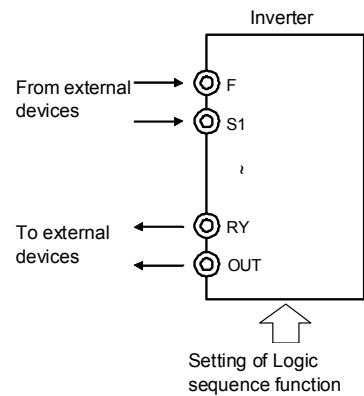 Inverter
From external
devices
F
S1
~
RY
To external
devices
OUT
Setting of Logic
sequence function